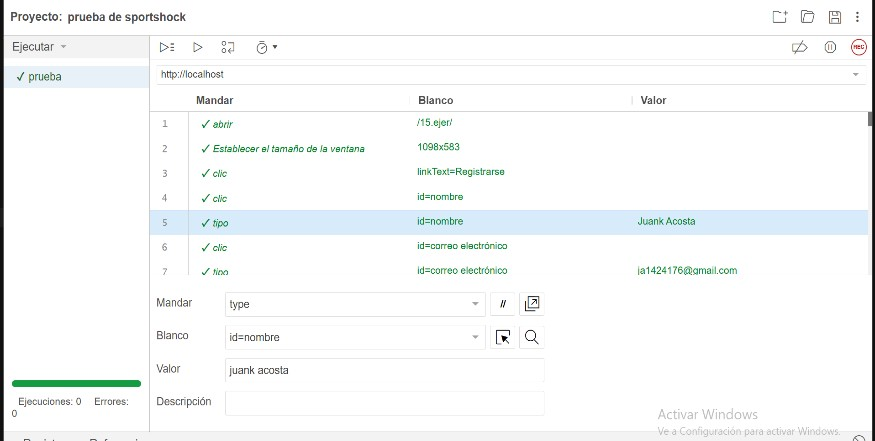 Proyecto: prueba de sportshock
Ejecutar
REC
✓ prueba
http://localhost
Mandar Blanco Valor
1 ✓ abrir /15.ejer/
2 ✓ Establecer el tamaño de la ventana 1098x583
3 ✓ clic linkText=Registrarse
4 ✓ clic id=nombre
5 ✓ tipo id=nombre Juank Acosta
6 ✓ clic id=correo electrónico
7 ✓ tipo id=correo electrónico ja1424176@gmail.com
Mandar type //
Blanco id=nombre
Valor juank acosta
Descripción
Ejecuciones: 0 Errores:
0
Activar Windows
Ve a Configuración para activar Windows.